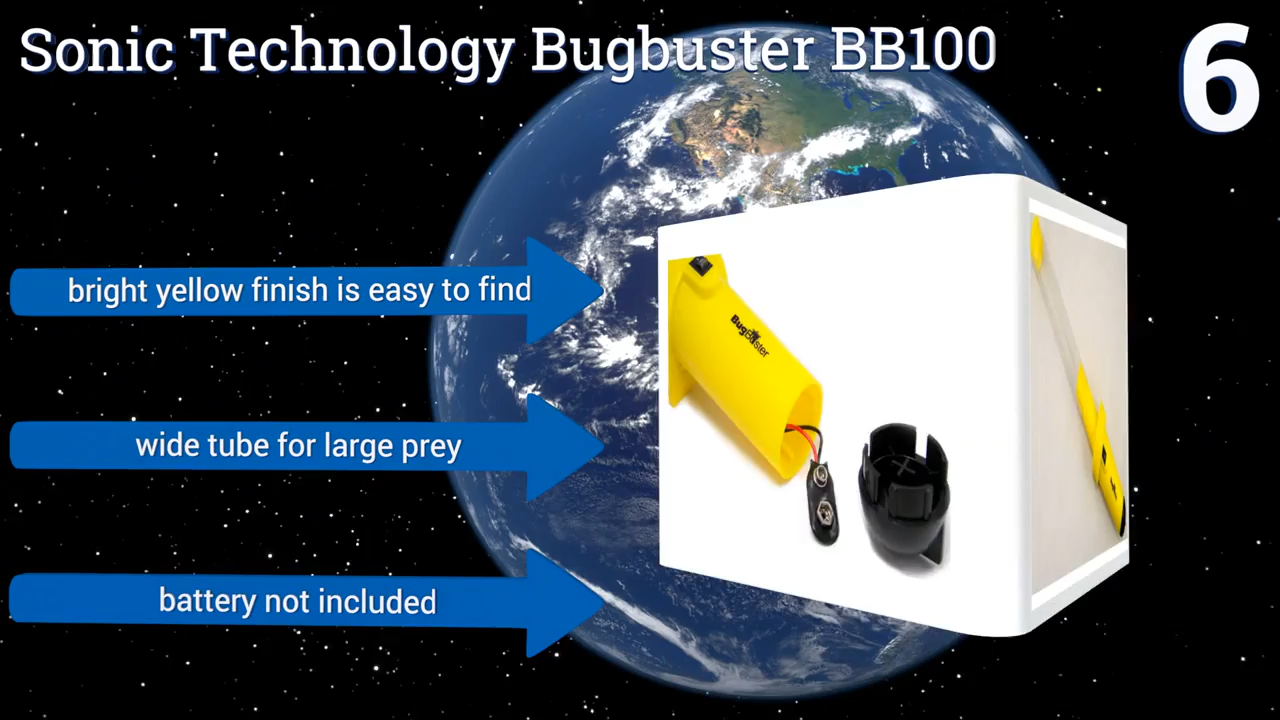 Sonic Technology Bugbuster BB100
6
bright yellow finish is easy to find
BugBuster
wide tube for large prey
battery not included